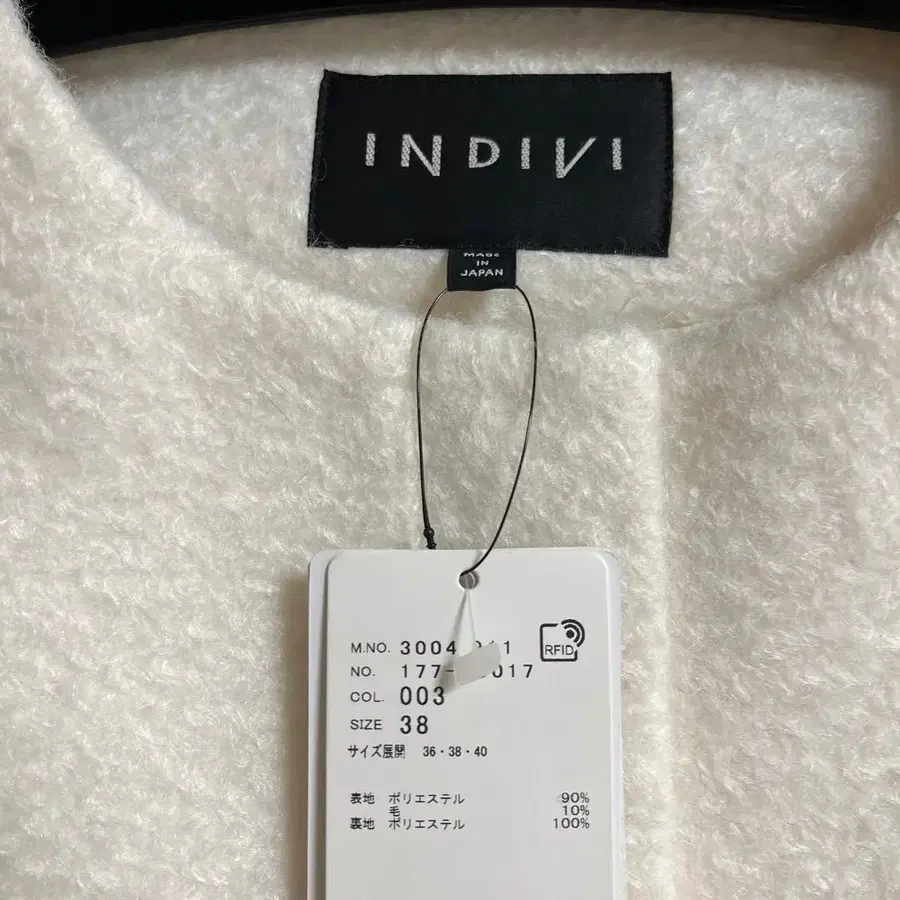 INDIVI
MADE
IN
JAPAN
M.NO. 3004
RFID
NO.
COL. 003
SIZE 38
サイズ展開 36・38・40
表地 ポリエステル 90%
毛 10%
裏地 ポリエステル 100%